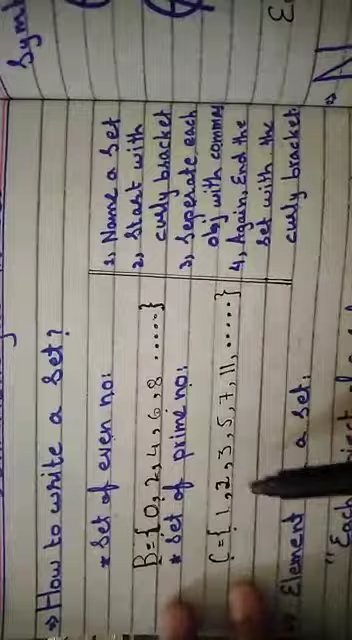 Symb
⇒ How to write a set?
* Set of even no:
B = {0, 2, 4, 6, 8 .....}
* Set of prime no:
C = {1, 2, 3, 5, 7, 11, .....}
1, Name a set
2) Start with
curly bracket
3, Seperate each
obj with comma
4, Again, End the
set with the
curly bracket
Element a set:
"Each